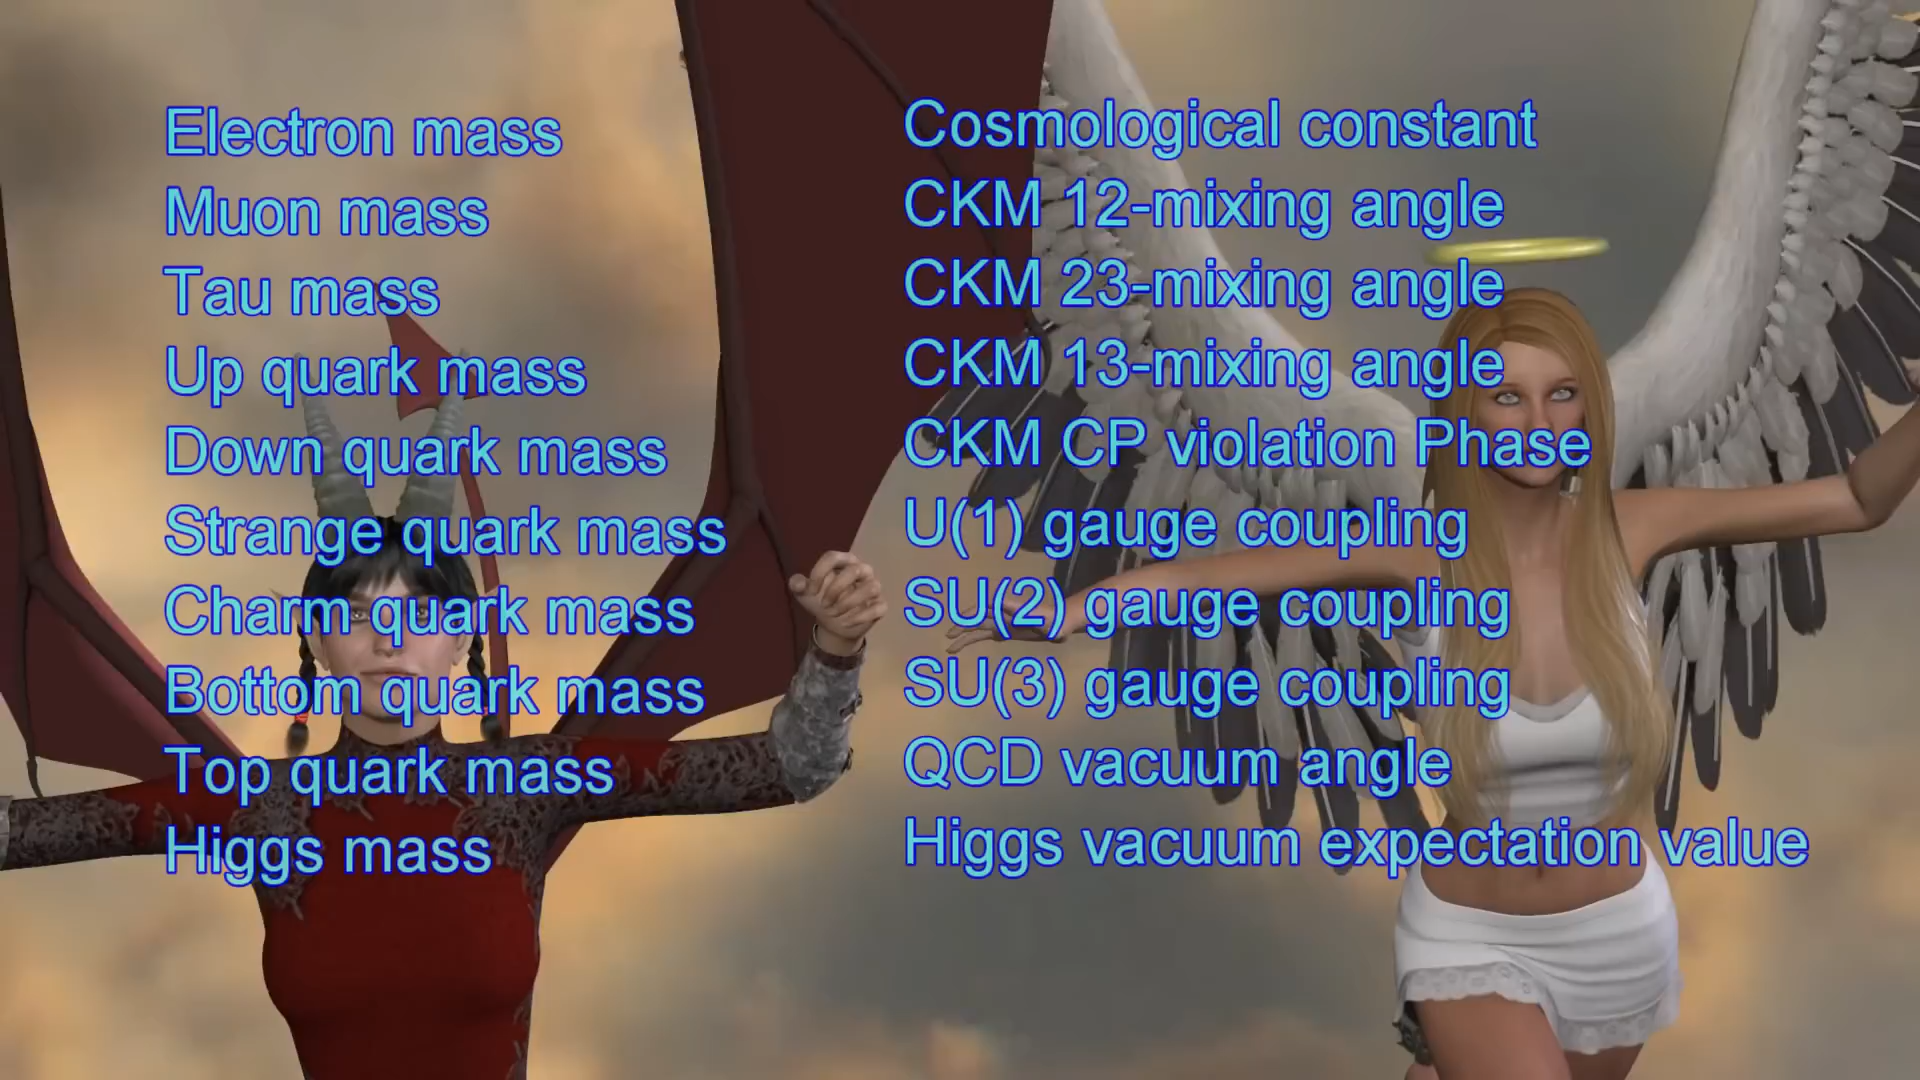 Electron mass
Muon mass
Tau mass
Up quark mass
Down quark mass
Strange quark mass
Charm quark mass
Bottom quark mass
Top quark mass
Higgs mass
Cosmological constant
CKM 12-mixing angle
CKM 23-mixing angle
CKM 13-mixing angle
CKM CP violation Phase
U(1) gauge coupling
SU(2) gauge coupling
SU(3) gauge coupling
QCD vacuum angle
Higgs vacuum expectation value